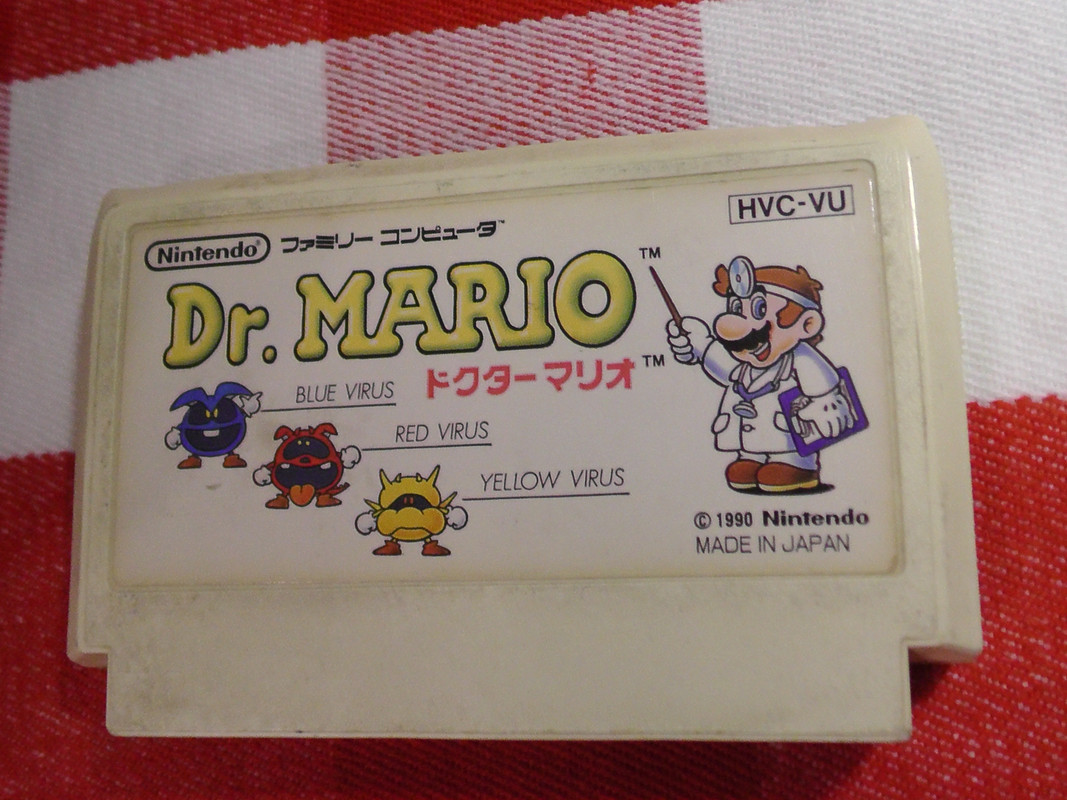 Nintendo® ファミリー コンピュータ™
HVC-VU
Dr. MARIO™
ドクターマリオ™
BLUE VIRUS
RED VIRUS
YELLOW VIRUS
© 1990 Nintendo
MADE IN JAPAN